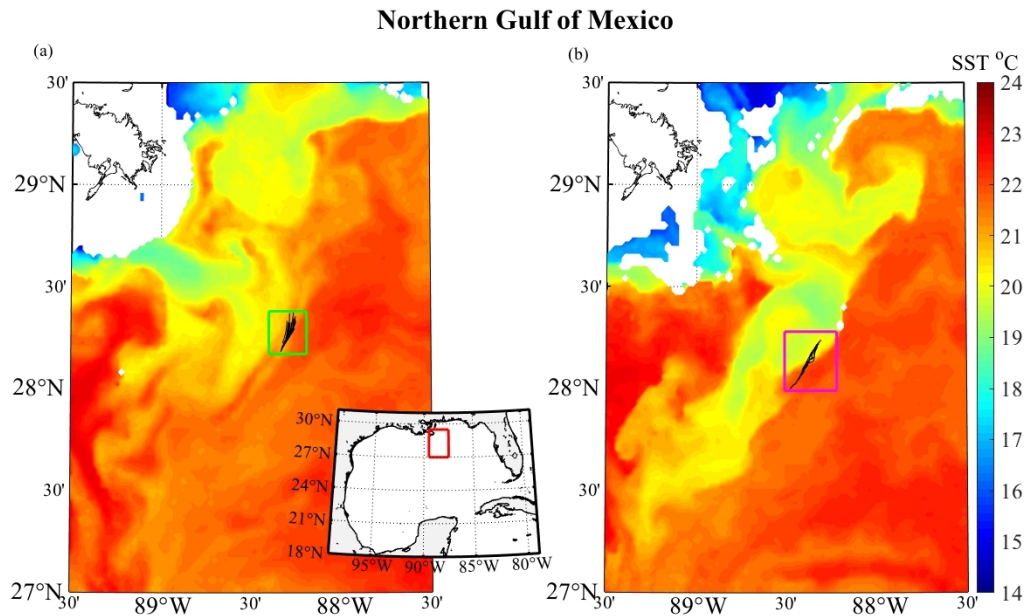 Northern Gulf of Mexico
(a)
(b)
SST °C
30'
29°N
30'
28°N
30'
27°N
30'
89°W
30'
88°W
30'
30°N
27°N
24°N
21°N
18°N
95°W
90°W
85°W
80°W
30'
29°N
30'
28°N
30'
27°N
30'
89°W
30'
88°W
30'
24
23
22
21
20
19
18
17
16
15
14